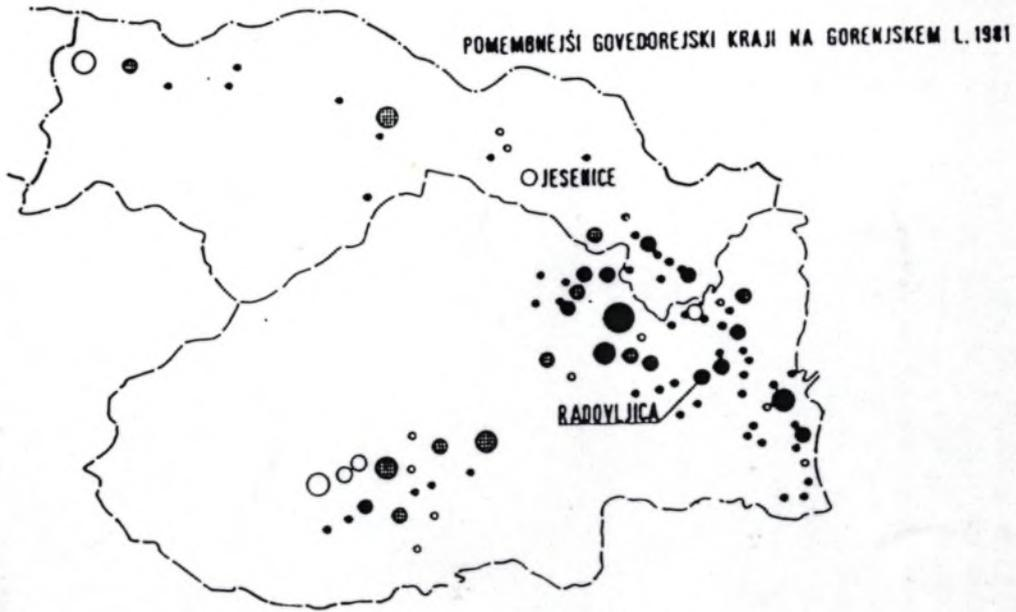 POMEMBNEJŠI GOVEDOREJSKI KRAJI NA GORENJSKEM L. 1981
JESENICE
RADOVLJICA